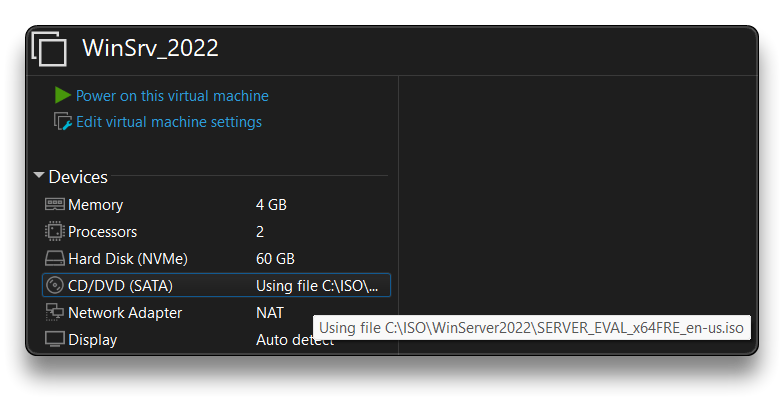 WinSrv_2022
Power on this virtual machine
Edit virtual machine settings
Devices
Memory 4 GB
Processors 2
Hard Disk (NVMe) 60 GB
CD/DVD (SATA) Using file C:\ISO\...
Network Adapter NAT
Using file C:\ISO\WinServer2022\SERVER_EVAL_x64FRE_en-us.iso
Display Auto detect